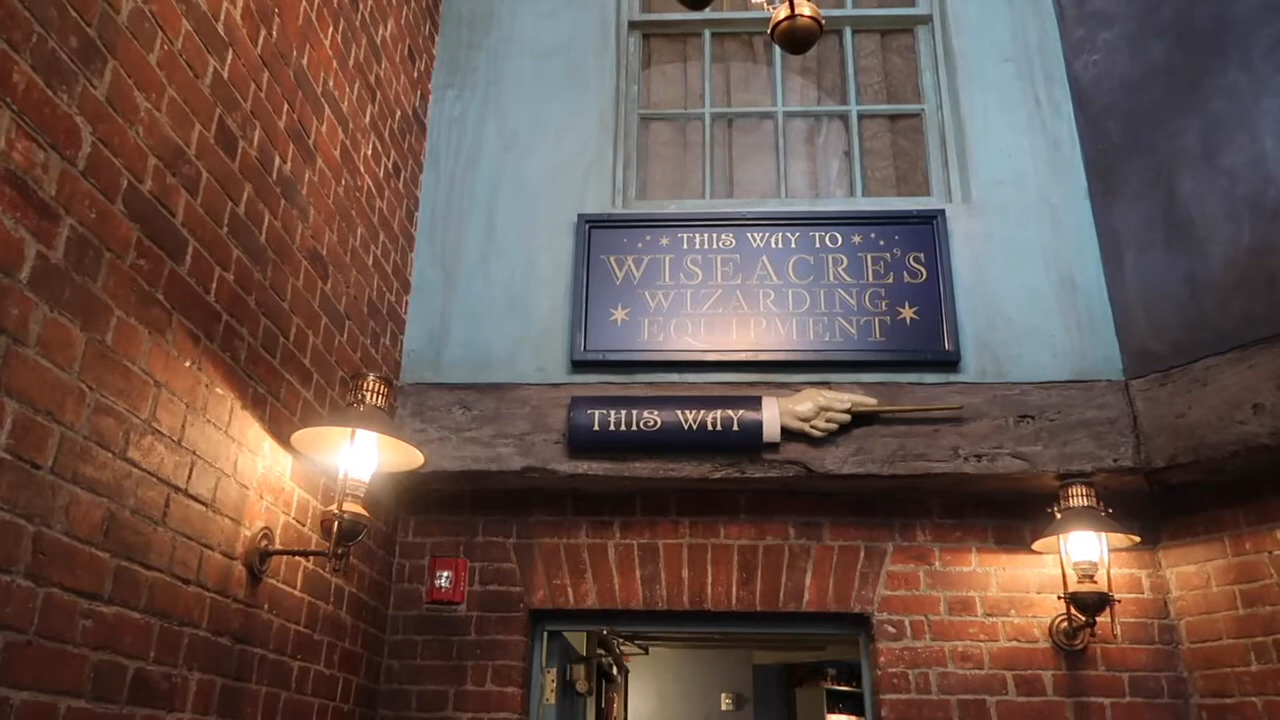 THIS WAY TO
WISEACRE'S
WIZARDING
EQUIPMENT
THIS WAY